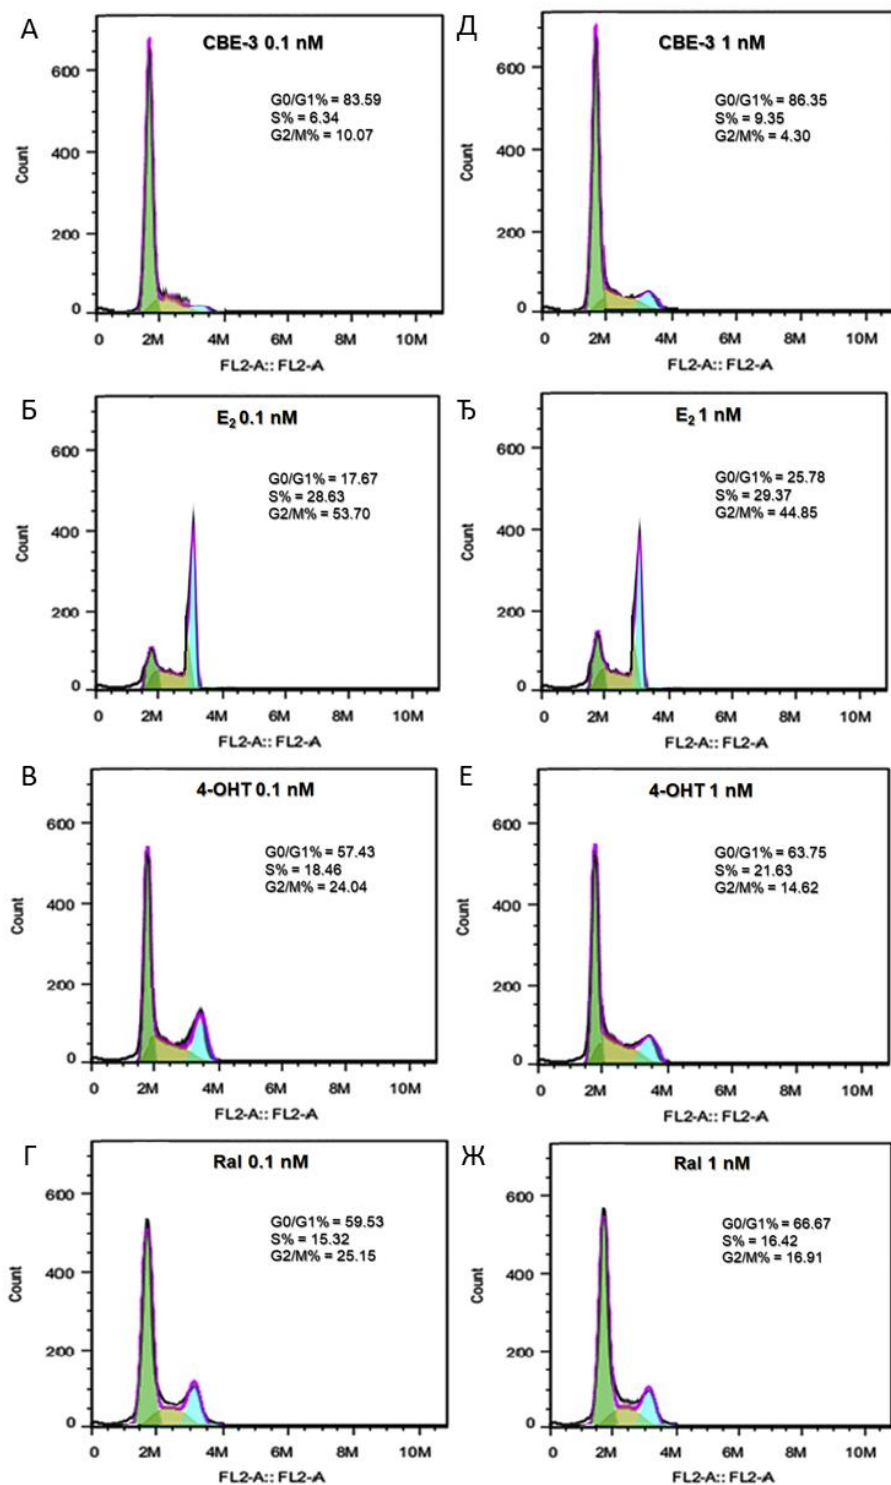 А
CBE-3 0.1 nM
G0/G1% = 83.59
S% = 6.34
G2/M% = 10.07
Count
600
400
200
0
0 2M 4M 6M 8M 10M
FL2-A:: FL2-A
Д
CBE-3 1 nM
G0/G1% = 86.35
S% = 9.35
G2/M% = 4.30
Count
600
400
200
0
0 2M 4M 6M 8M 10M
FL2-A:: FL2-A
Б
E₂ 0.1 nM
G0/G1% = 17.67
S% = 28.63
G2/M% = 53.70
Count
600
400
200
0
0 2M 4M 6M 8M 10M
FL2-A:: FL2-A
Ђ
E₂ 1 nM
G0/G1% = 25.78
S% = 29.37
G2/M% = 44.85
Count
600
400
200
0
0 2M 4M 6M 8M 10M
FL2-A:: FL2-A
В
4-OHT 0.1 nM
G0/G1% = 57.43
S% = 18.46
G2/M% = 24.04
Count
600
400
200
0
0 2M 4M 6M 8M 10M
FL2-A:: FL2-A
Е
4-OHT 1 nM
G0/G1% = 63.75
S% = 21.63
G2/M% = 14.62
Count
600
400
200
0
0 2M 4M 6M 8M 10M
FL2-A:: FL2-A
Г
Ral 0.1 nM
G0/G1% = 59.53
S% = 15.32
G2/M% = 25.15
Count
600
400
200
0
0 2M 4M 6M 8M 10M
FL2-A:: FL2-A
Ж
Ral 1 nM
G0/G1% = 66.67
S% = 16.42
G2/M% = 16.91
Count
600
400
200
0
0 2M 4M 6M 8M 10M
FL2-A:: FL2-A